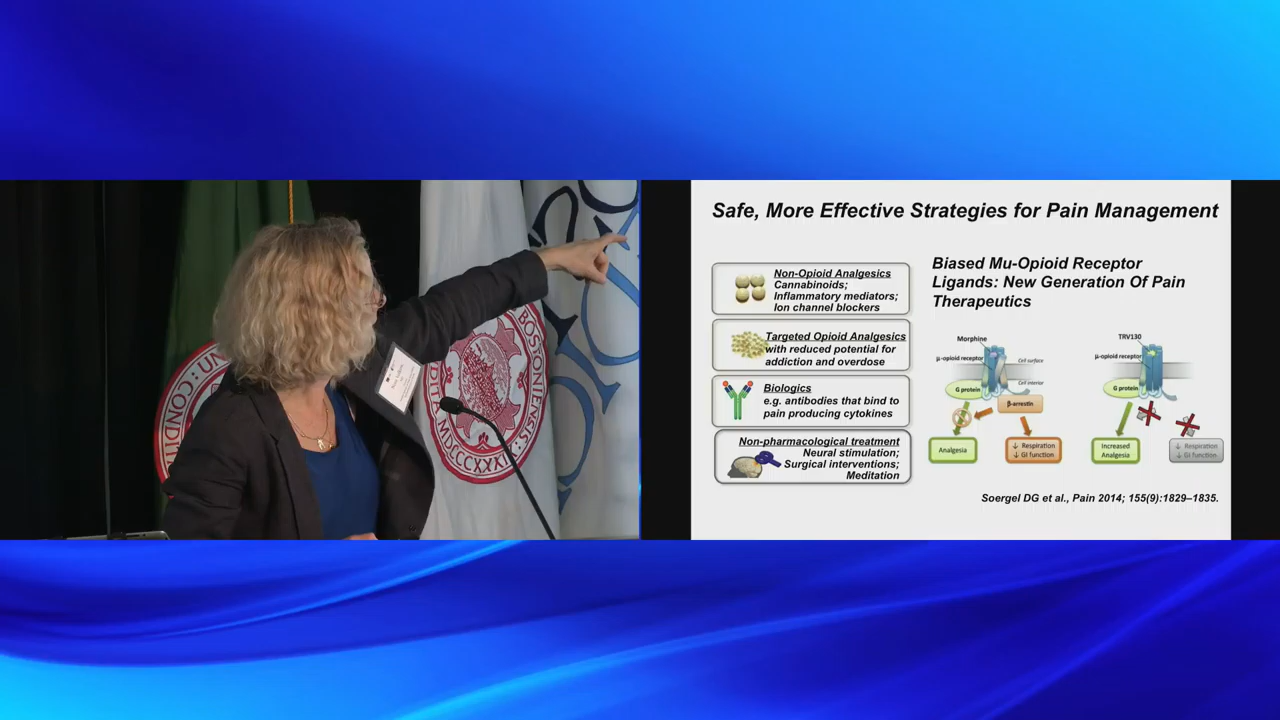 Safe, More Effective Strategies for Pain Management
Non-Opioid Analgesics
Cannabinoids;
Inflammatory mediators;
Ion channel blockers
Targeted Opioid Analgesics
with reduced potential for
addiction and overdose
Biologics
e.g. antibodies that bind to
pain producing cytokines
Non-pharmacological treatment
Neural stimulation;
Surgical interventions;
Meditation
Biased Mu-Opioid Receptor
Ligands: New Generation Of Pain
Therapeutics
Morphine
μ-opioid receptor
Cell surface
G protein
Cell interior
β-arrestin
Analgesia
↓ Respiration
↓ GI function
TRV130
μ-opioid receptor
G protein
Increased
Analgesia
↓ Respiration
↓ GI function
Soergel DG et al., Pain 2014; 155(9):1829–1835.
BOSTONIENSIS
CONDITA
MDCCCXXXI